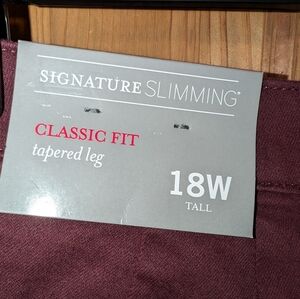 SIGNATURE SLIMMING®
CLASSIC FIT
tapered leg
18W
TALL